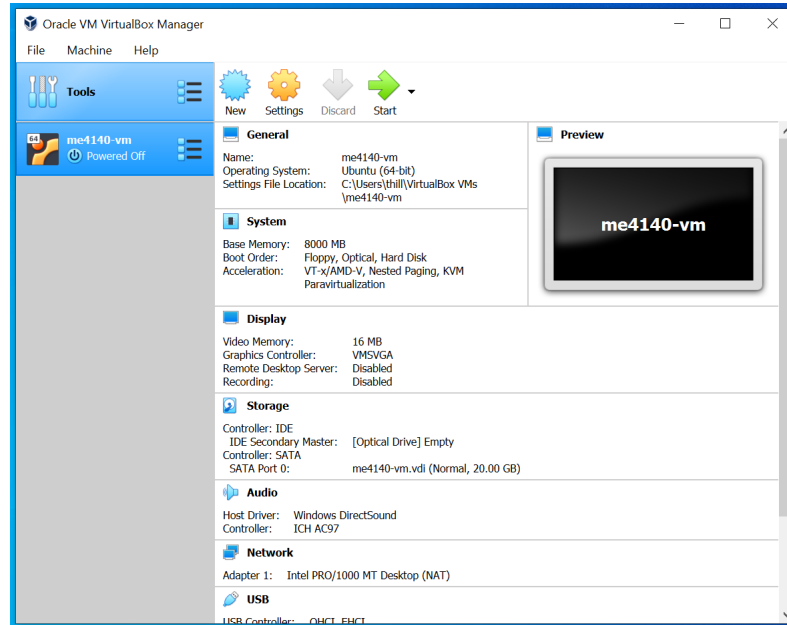 Oracle VM VirtualBox Manager
File Machine Help
Tools
New Settings Discard Start
64
me4140-vm
Powered Off
General
Name: me4140-vm
Operating System: Ubuntu (64-bit)
Settings File Location: C:\Users\thill\VirtualBox VMs
\me4140-vm
Preview
me4140-vm
System
Base Memory: 8000 MB
Boot Order: Floppy, Optical, Hard Disk
Acceleration: VT-x/AMD-V, Nested Paging, KVM
Paravirtualization
Display
Video Memory: 16 MB
Graphics Controller: VMSVGA
Remote Desktop Server: Disabled
Recording: Disabled
Storage
Controller: IDE
IDE Secondary Master: [Optical Drive] Empty
Controller: SATA
SATA Port 0: me4140-vm.vdi (Normal, 20.00 GB)
Audio
Host Driver: Windows DirectSound
Controller: ICH AC97
Network
Adapter 1: Intel PRO/1000 MT Desktop (NAT)
USB
USB Controller: OHCI, EHCI